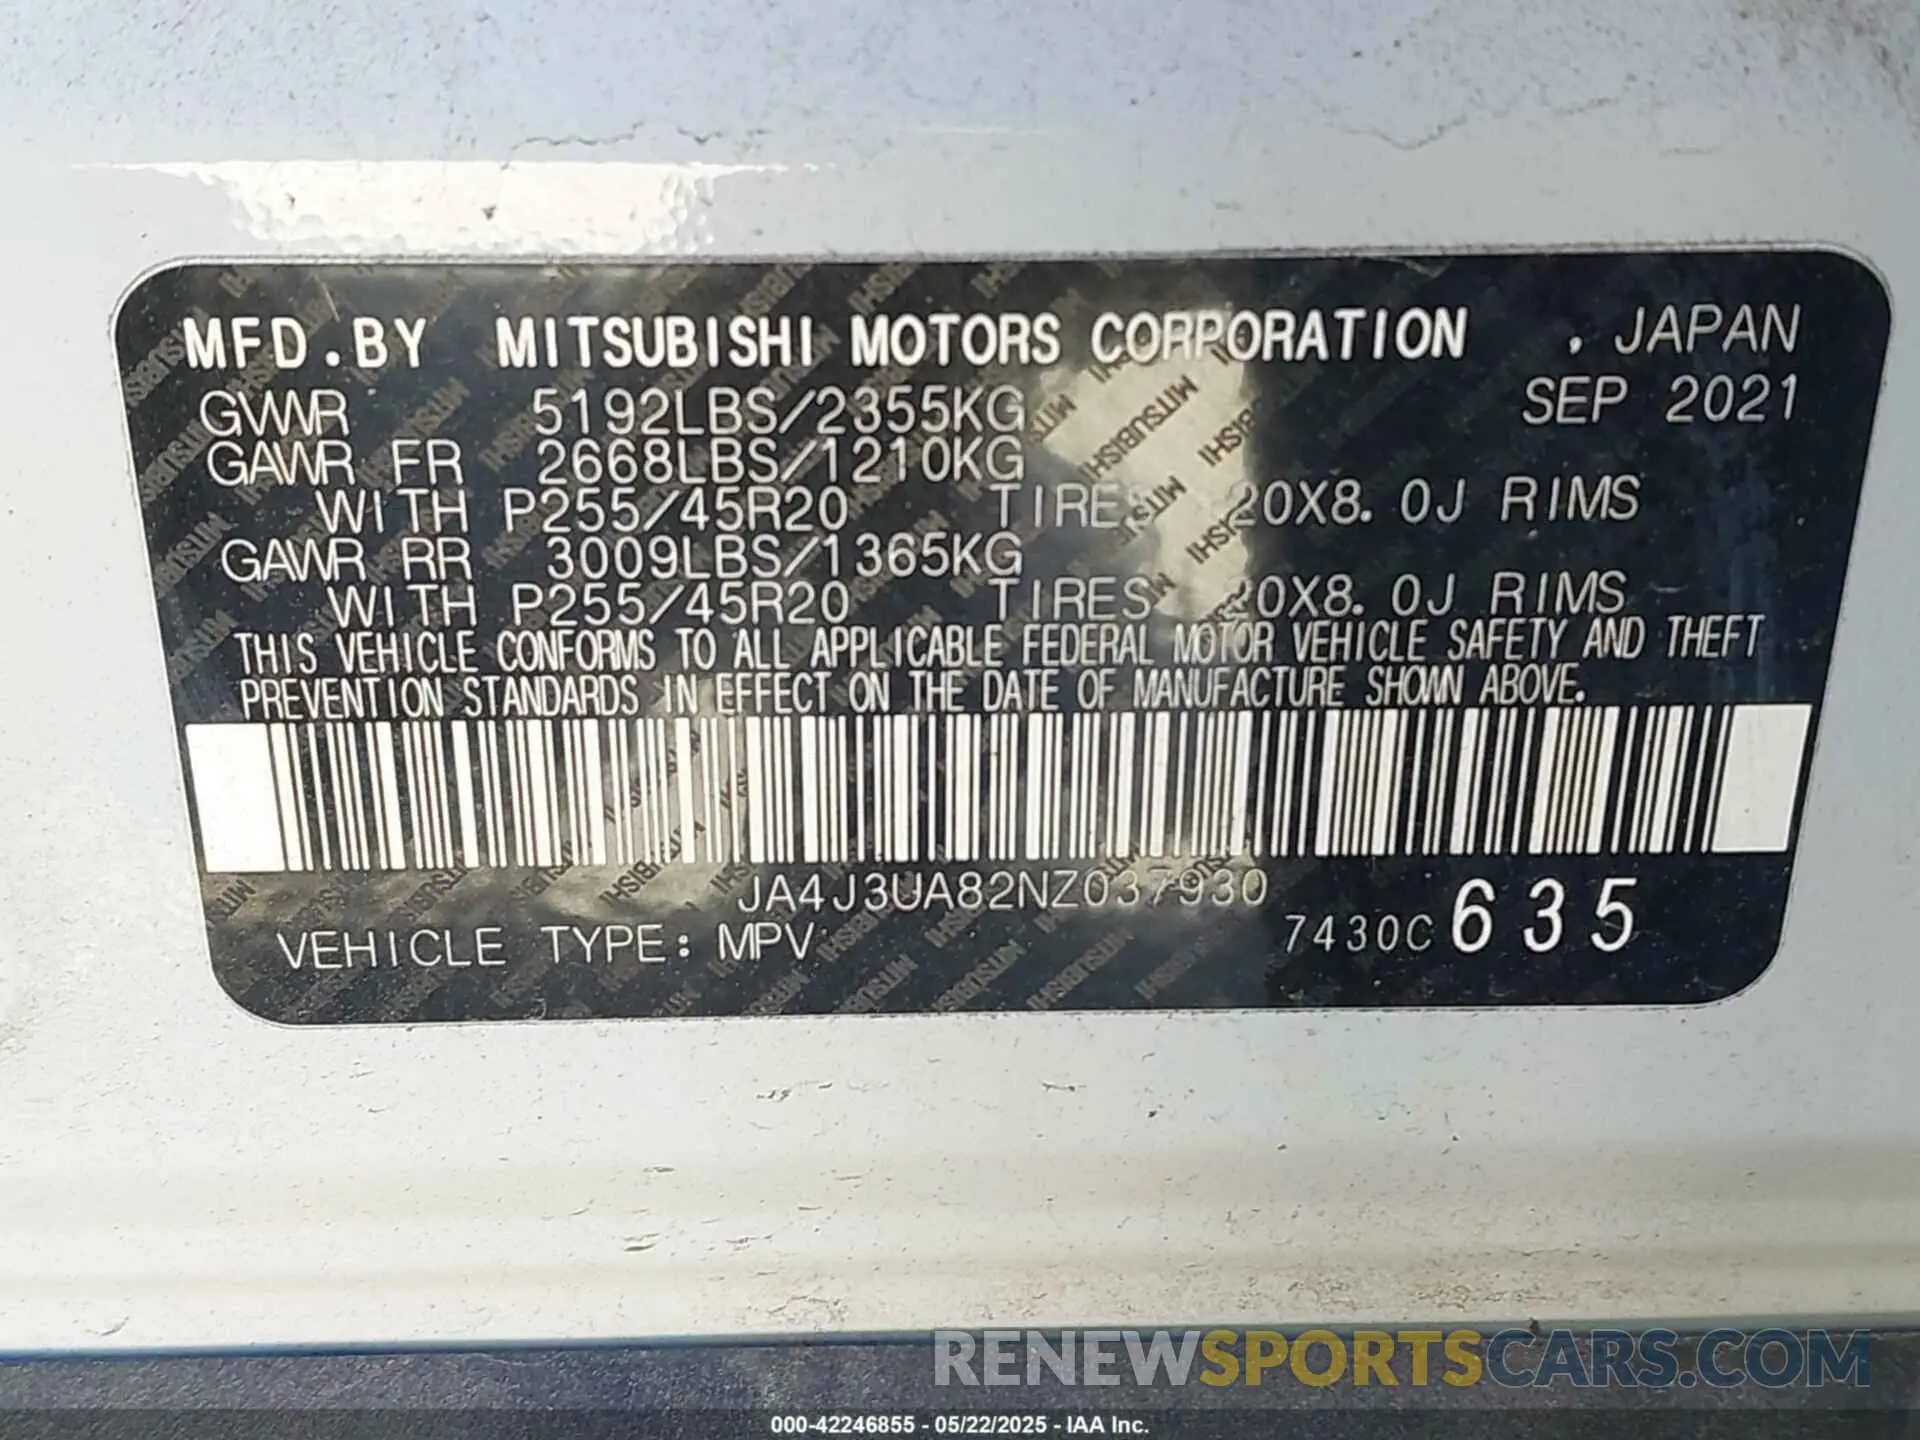 MFD.BY MITSUBISHI MOTORS CORPORATION , JAPAN
GVWR 5192LBS/2355KG SEP 2021
GAWR FR 2668LBS/1210KG
WITH P255/45R20 TIRES 20X8.0J RIMS
GAWR RR 3009LBS/1365KG
WITH P255/45R20 TIRES 20X8.0J RIMS
THIS VEHICLE CONFORMS TO ALL APPLICABLE FEDERAL MOTOR VEHICLE SAFETY AND THEFT
PREVENTION STANDARDS IN EFFECT ON THE DATE OF MANUFACTURE SHOWN ABOVE.
JA4J3UA82NZ037930
VEHICLE TYPE: MPV 7430C 635
RENEWSPORTSCARS.COM
000-42246855 - 05/22/2025 - IAA Inc.